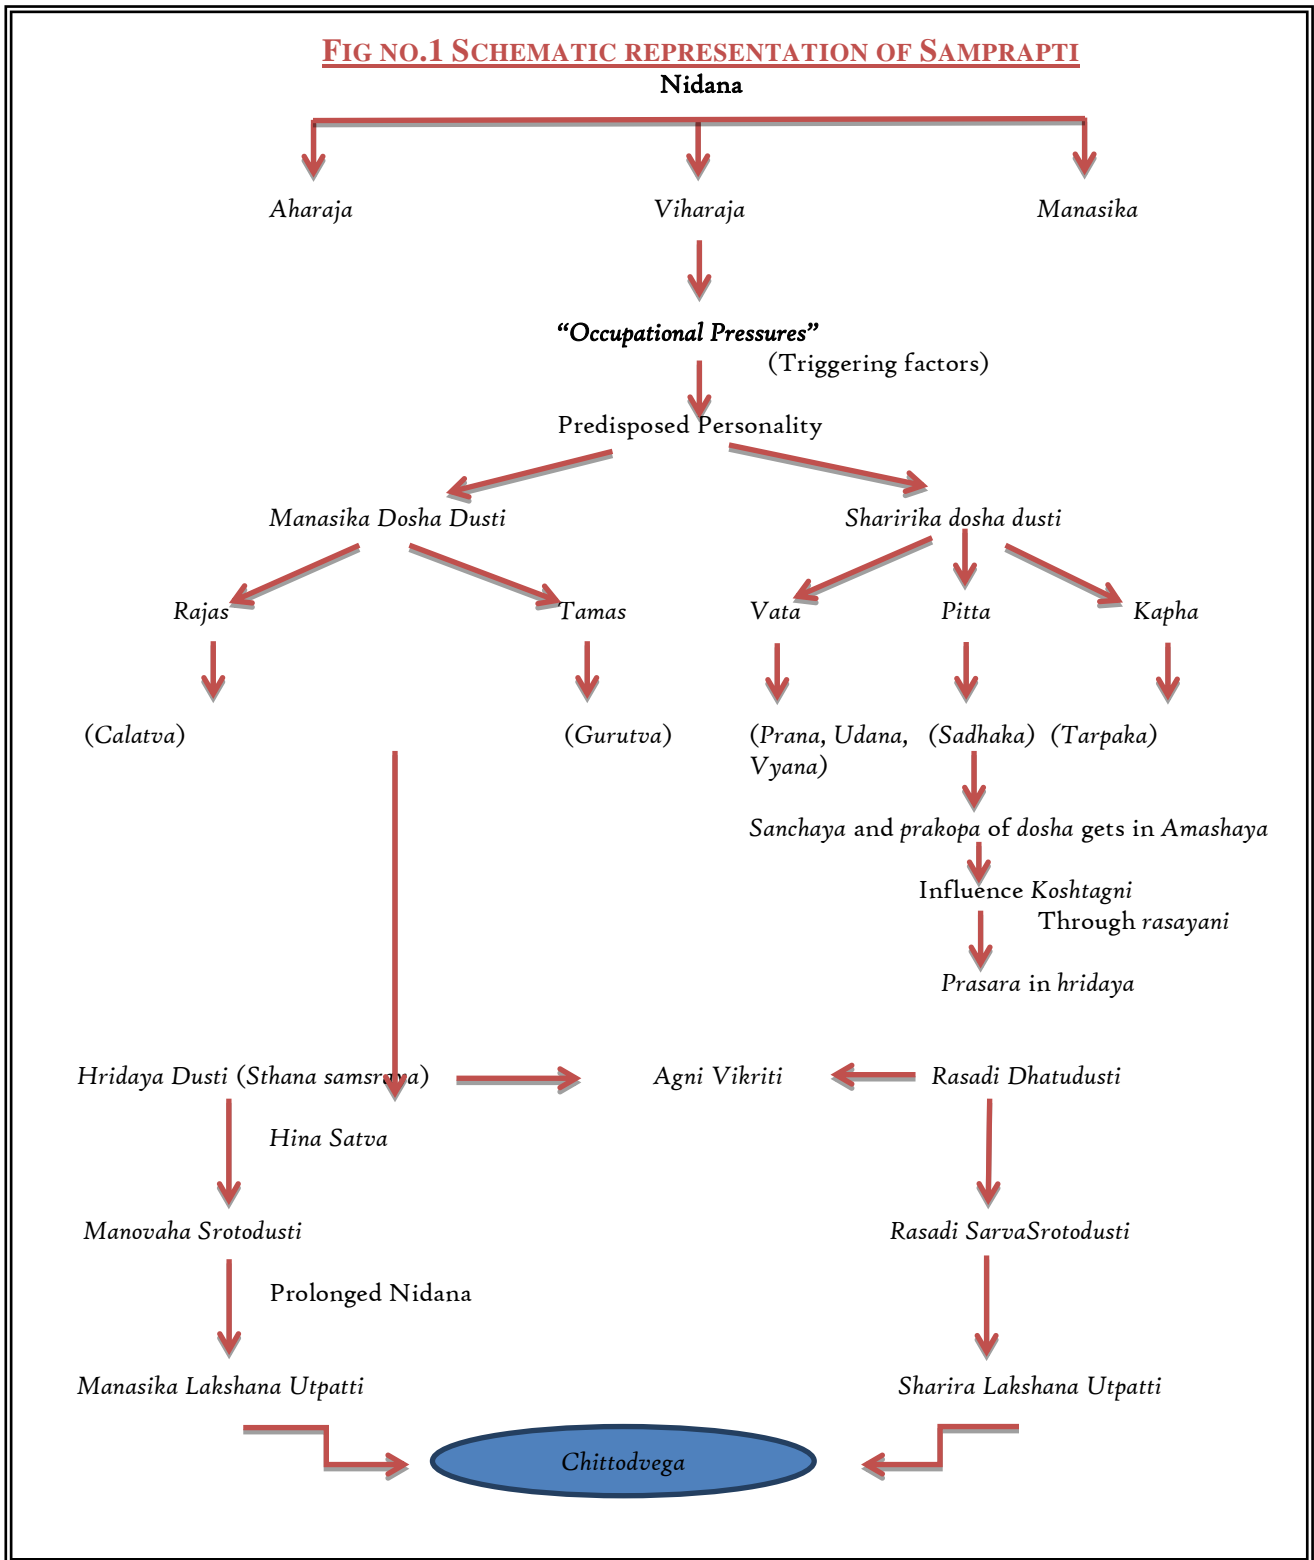 FIG NO.1 SCHEMATIC REPRESENTATION OF SAMPRAPTI
Nidana
Aharaja
Viharaja
Manasika
“Occupational Pressures”
(Triggering factors)
Predisposed Personality
Manasika Dosha Dusti
Sharirika dosha dusti
Rajas
Tamas
Vata
Pitta
Kapha
(Calatva)
(Gurutva)
(Prana, Udana,
Vyana)
(Sadhaka)
(Tarpaka)
Sanchaya and prakopa of dosha gets in Amashaya
Influence Koshtagni
Through rasayani
Prasara in hridaya
Hridaya Dusti (Sthana samsraya)
Agni Vikriti
Rasadi Dhatudusti
Hina Satva
Manovaha Srotodusti
Rasadi SarvaSrotodusti
Prolonged Nidana
Manasika Lakshana Utpatti
Sharira Lakshana Utpatti
Chittodvega